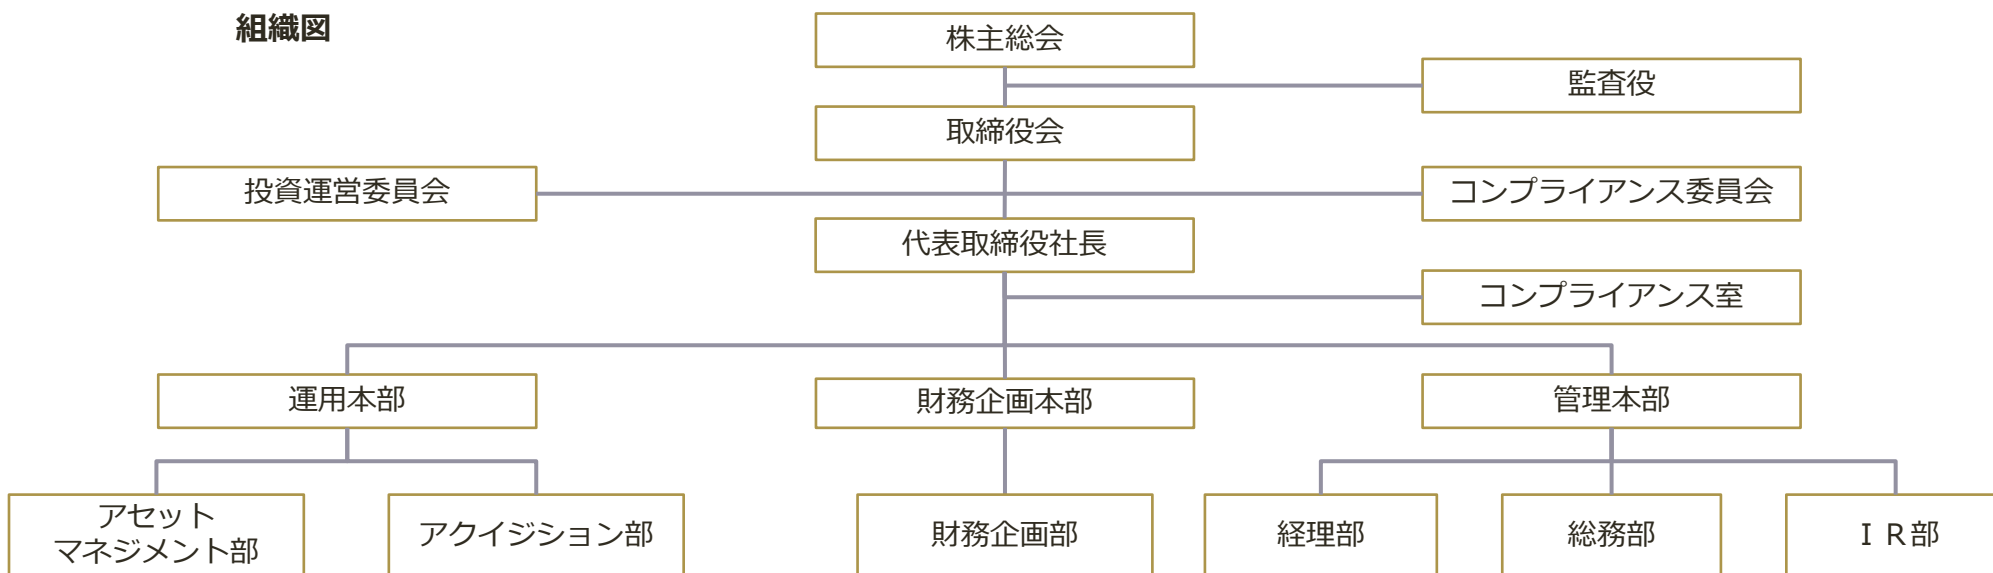 組織図
株主総会
監査役
取締役会
投資運営委員会
コンプライアンス委員会
代表取締役社長
コンプライアンス室
運用本部
財務企画本部
管理本部
アセット
マネジメント部
アクイジション部
財務企画部
経理部
総務部
ＩＲ部